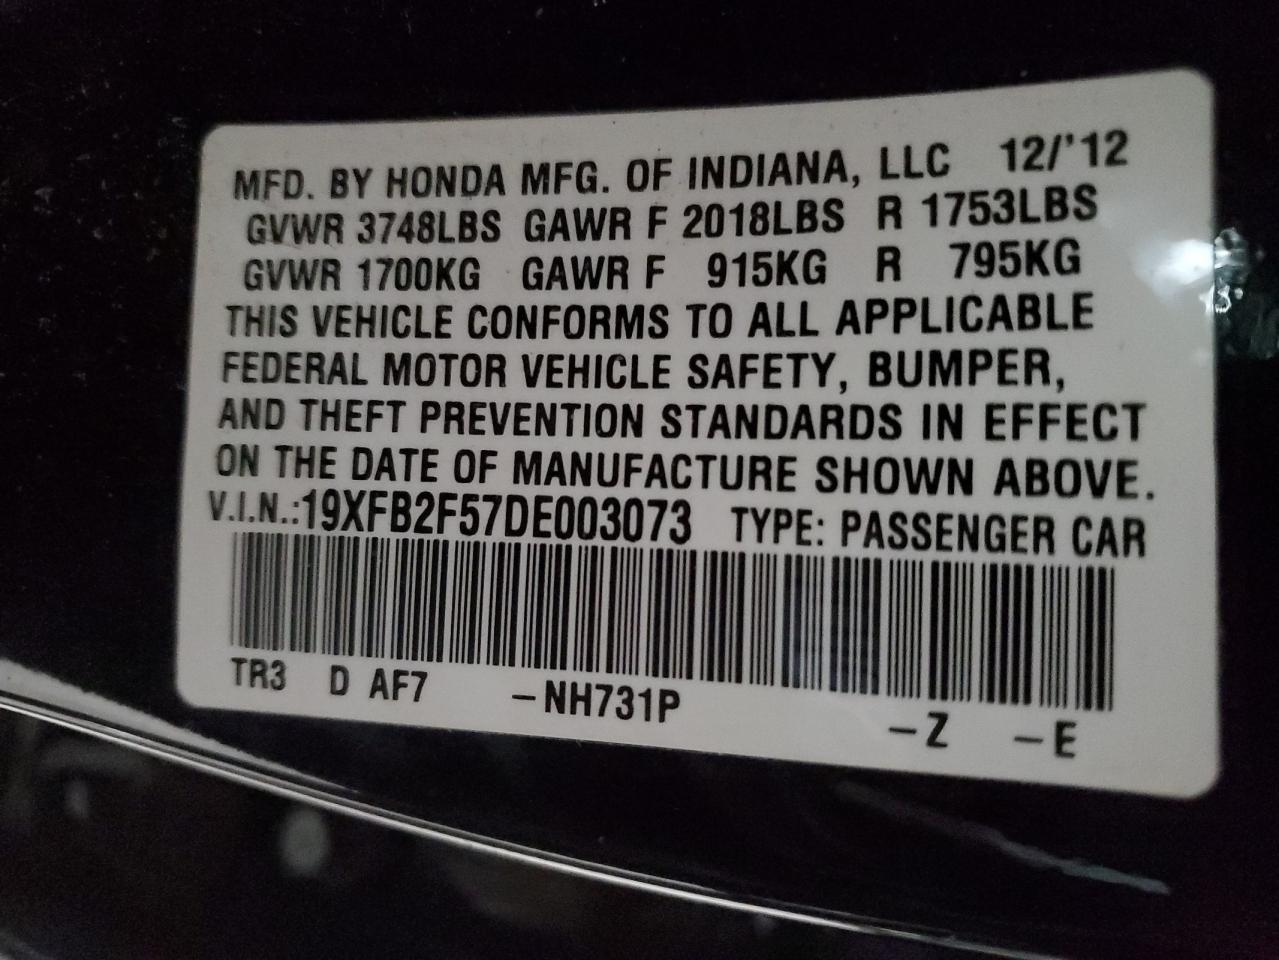 MFD. BY HONDA MFG. OF INDIANA, LLC 12/'12
GVWR 3748LBS GAWR F 2018LBS R 1753LBS
GVWR 1700KG GAWR F 915KG R 795KG
THIS VEHICLE CONFORMS TO ALL APPLICABLE
FEDERAL MOTOR VEHICLE SAFETY, BUMPER,
AND THEFT PREVENTION STANDARDS IN EFFECT
ON THE DATE OF MANUFACTURE SHOWN ABOVE.
V.I.N.:19XFB2F57DE003073 TYPE: PASSENGER CAR
TR3 D AF7 –NH731P –Z –E